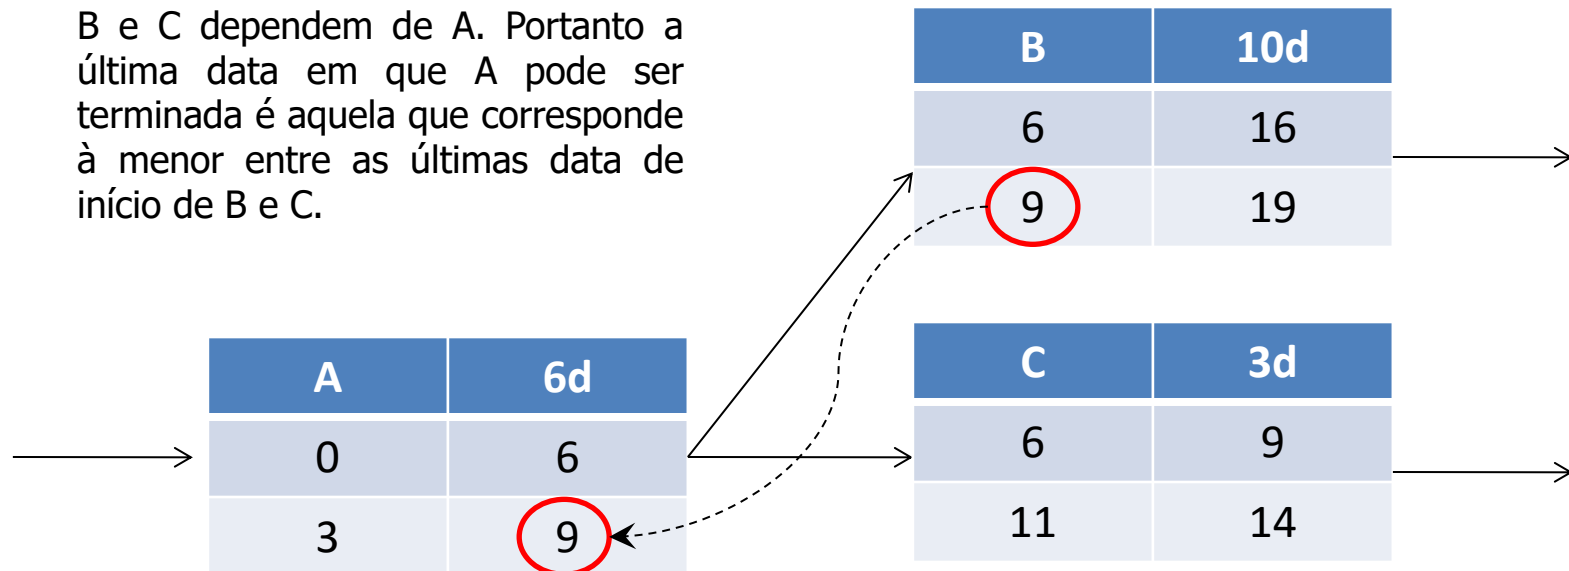 B e C dependem de A. Portanto a
última data em que A pode ser
terminada é aquela que corresponde
à menor entre as últimas data de
início de B e C.
B 10d
6 16
9 19
A 6d
0 6
3 9
C 3d
6 9
11 14